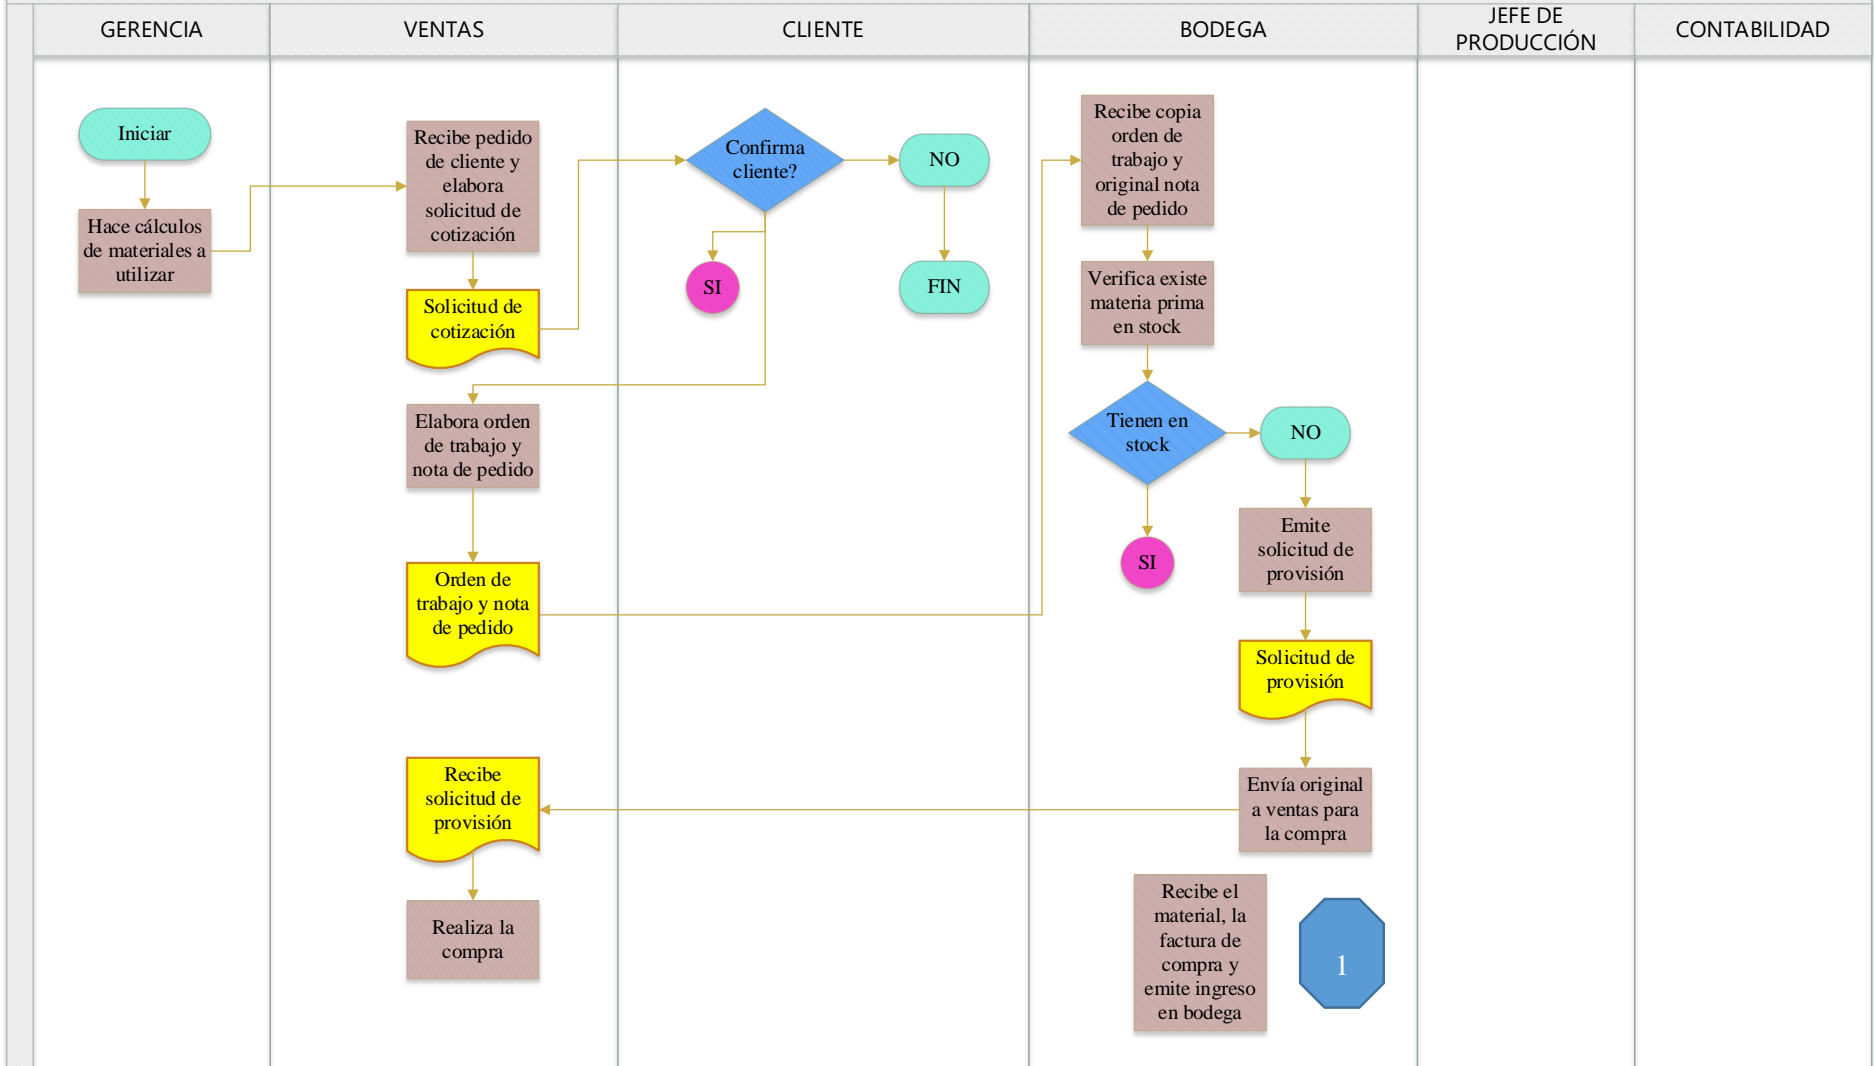 GERENCIA
VENTAS
CLIENTE
BODEGA
JEFE DE
PRODUCCIÓN
CONTABILIDAD
Iniciar
Hace cálculos
de materiales a
utilizar
Recibe pedido
de cliente y
elabora
solicitud de
cotización
Solicitud de
cotización
Elabora orden
de trabajo y
nota de pedido
Orden de
trabajo y nota
de pedido
Recibe
solicitud de
provisión
Realiza la
compra
Confirma
cliente?
NO
SI
FIN
Recibe copia
orden de
trabajo y
original nota
de pedido
Verifica existe
materia prima
en stock
Tienen en
stock
NO
SI
Emite
solicitud de
provisión
Solicitud de
provisión
Envía original
a ventas para
la compra
Recibe el
material, la
factura de
compra y
emite ingreso
en bodega
1